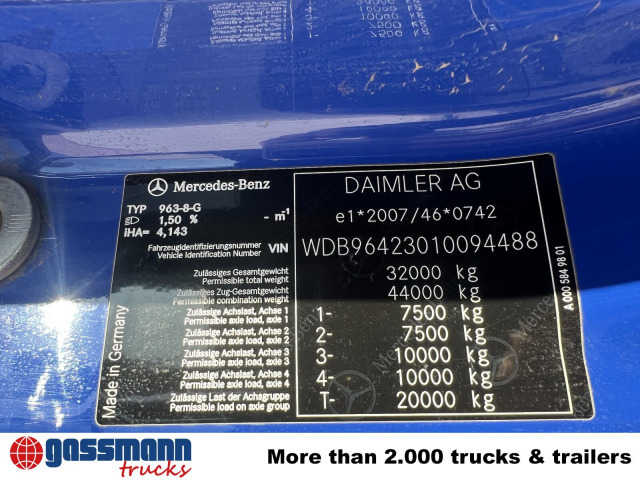 Mercedes-Benz
TYP 963-8-G
1,50 % - m¹
iHA= 4,143
Fahrzeugidentifizierungsnummer
Vehicle Identification Number VIN
Zulässiges Gesamtgewicht
Permissible total weight
Zulässiges Zug-Gesamtgewicht
Permissible combination weight
Zulässige Achslast, Achse 1
Permissible axle load, axle 1
Zulässige Achslast, Achse 2
Permissible axle load, axle 2
Zulässige Achslast, Achse 3
Permissible axle load, axle 3
Zulässige Achslast, Achse 4
Permissible axle load, axle 4
Zulässige Last der Achsgruppe
Permissible load on axle group
Made in Germany
DAIMLER AG
e1*2007/46*0742
WDB96423010094488
32000 kg
44000 kg
1- 7500 kg
2- 7500 kg
3- 10000 kg
4- 10000 kg
T- 20000 kg
A 000 584 98 01
gassmann
trucks
More than 2.000 trucks & trailers